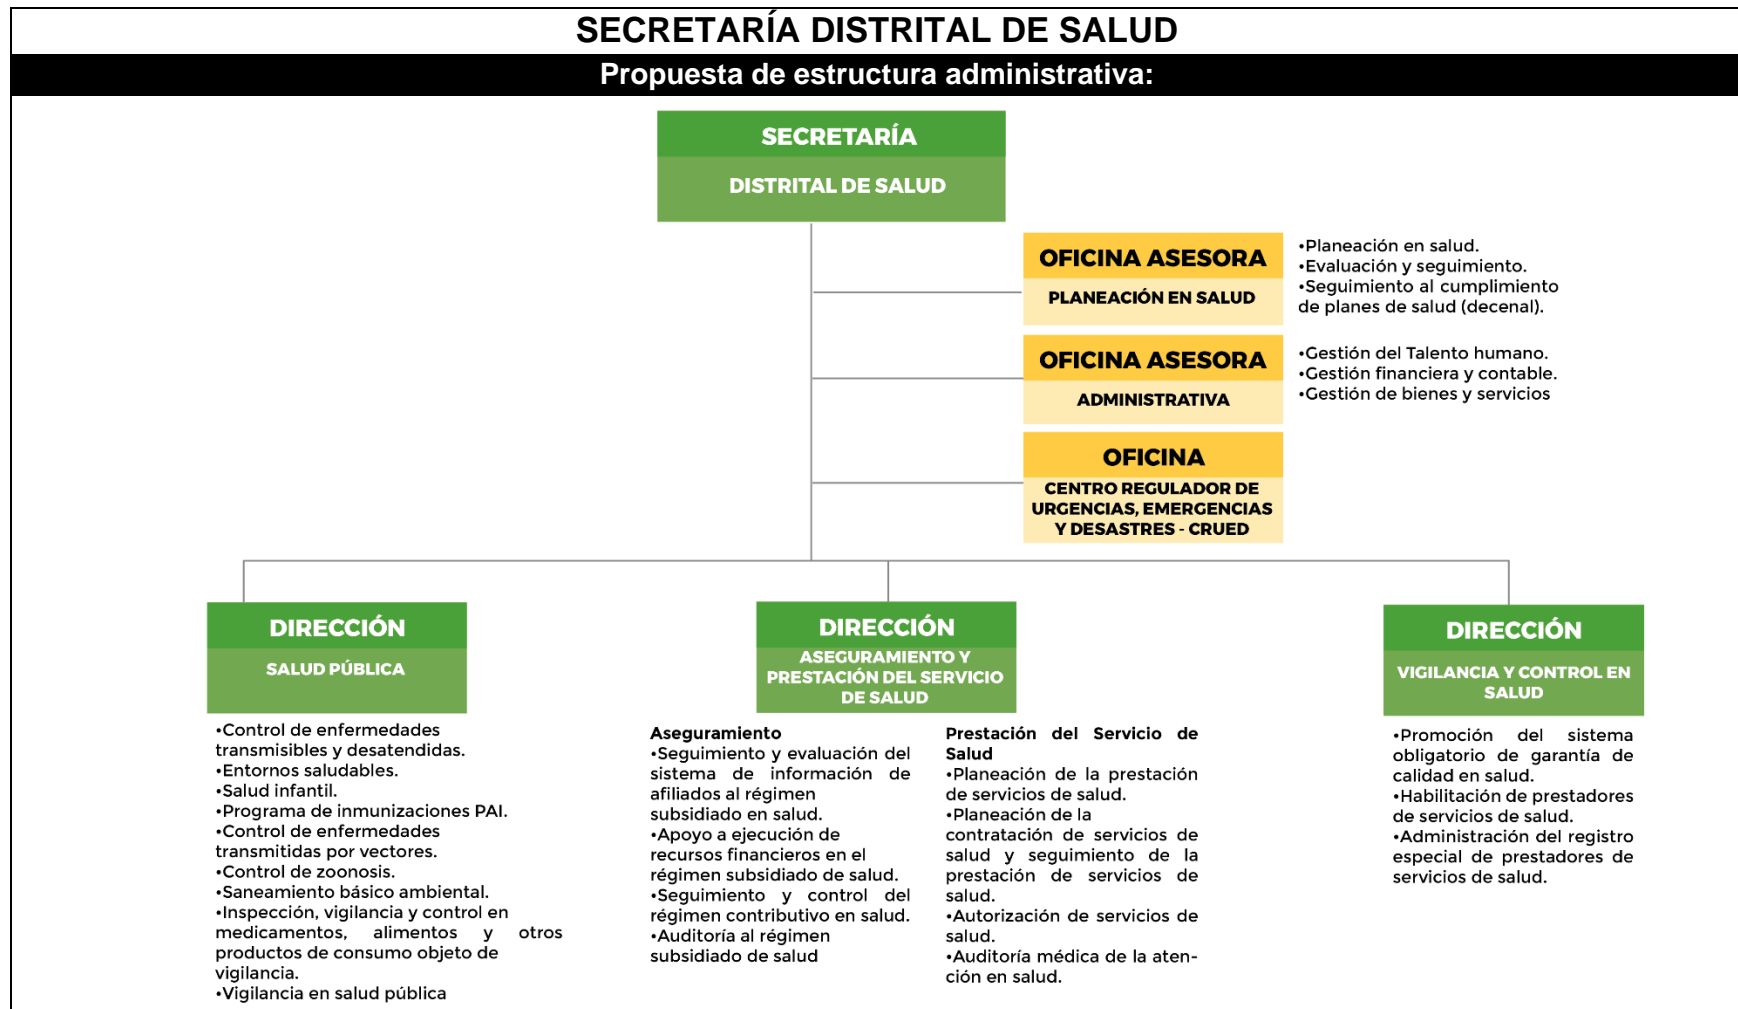 SECRETARÍA DISTRITAL DE SALUD
Propuesta de estructura administrativa:
SECRETARÍA
DISTRITAL DE SALUD
OFICINA ASESORA
PLANEACIÓN EN SALUD
•Planeación en salud.
•Evaluación y seguimiento.
•Seguimiento al cumplimiento
de planes de salud (decenal).
OFICINA ASESORA
ADMINISTRATIVA
•Gestión del Talento humano.
•Gestión financiera y contable.
•Gestión de bienes y servicios
OFICINA
CENTRO REGULADOR DE
URGENCIAS, EMERGENCIAS
Y DESASTRES - CRUED
DIRECCIÓN
SALUD PÚBLICA
•Control de enfermedades
transmisibles y desatendidas.
•Entornos saludables.
•Salud infantil.
•Programa de inmunizaciones PAI.
•Control de enfermedades
transmitidas por vectores.
•Control de zoonosis.
•Saneamiento básico ambiental.
•Inspección, vigilancia y control en
medicamentos, alimentos y otros
productos de consumo objeto de
vigilancia.
•Vigilancia en salud pública
DIRECCIÓN
ASEGURAMIENTO Y
PRESTACIÓN DEL SERVICIO
DE SALUD
Aseguramiento
•Seguimiento y evaluación del
sistema de información de
afiliados al régimen
subsidiado en salud.
•Apoyo a ejecución de
recursos financieros en el
régimen subsidiado de salud.
•Seguimiento y control del
régimen contributivo en salud.
•Auditoría al régimen
subsidiado de salud
Prestación del Servicio de
Salud
•Planeación de la prestación
de servicios de salud.
•Planeación de la
contratación de servicios de
salud y seguimiento de la
prestación de servicios de
salud.
•Autorización de servicios de
salud.
•Auditoría médica de la aten-
ción en salud.
DIRECCIÓN
VIGILANCIA Y CONTROL EN
SALUD
•Promoción del sistema
obligatorio de garantía de
calidad en salud.
•Habilitación de prestadores
de servicios de salud.
•Administración del registro
especial de prestadores de
servicios de salud.